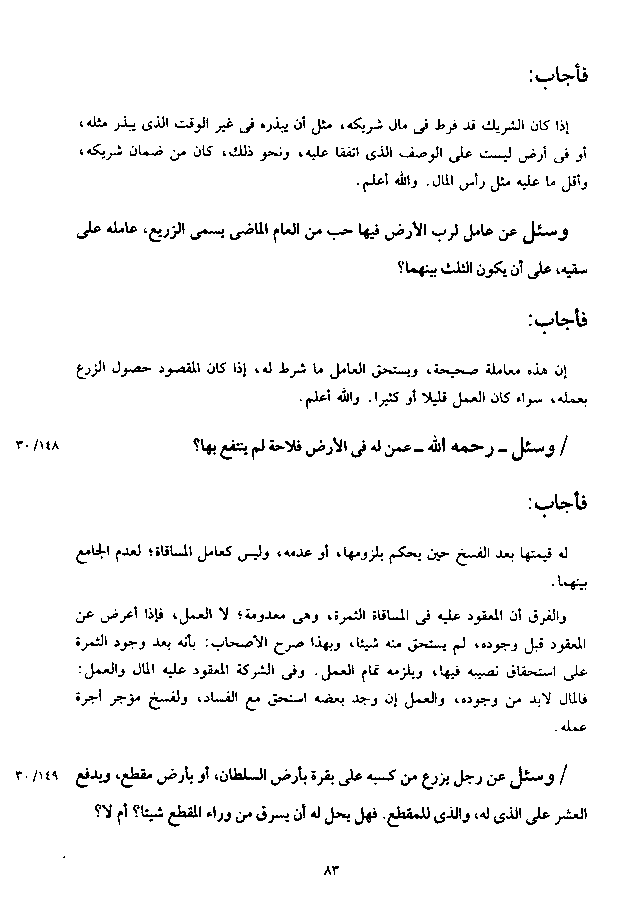 فأجاب:
إذا كان الشريك قد فرط فى مال شريكه، مثل أن يبذره فى غير الوقت الذى يبذر مثله،
أو فى أرض ليست على الوصف الذى اتفقا عليه، ونحو ذلك، كان من ضمان شريكه،
وأقل ما عليه مثل رأس المال. والله أعلم.
وسئل عن عامل لرب الأرض فيها حب من العام الماضى يسمى الزريع، عامله على
سقيه، على أن يكون الثلث بينهما؟
فأجاب:
إن هذه معاملة صحيحة، ويستحق العامل ما شرط له، إذا كان المقصود حصول الزرع
بعمله، سواء كان العمل قليلا أو كثيرا. والله أعلم.
/ وسئل ـ رحمه الله ـ عمن له فى الأرض فلاحة لم ينتفع بها؟ ٣٠/١٤٨
فأجاب:
له قيمتها بعد الفسخ حين يحكم بلزومها، أو عدمه، وليس كعامل المساقاة؛ لعدم الجامع
بينهما.
والفرق أن المعقود عليه فى المساقاة الثمرة، وهى معدومة؛ لا العمل، فإذا أعرض عن
المعقود قبل وجوده، لم يستحق منه شيئا، وبهذا صرح الأصحاب: بأنه بعد وجود الثمرة
على استحقاق نصيبه فيها، ويلزمه تمام العمل. وفى الشركة المعقود عليه المال والعمل:
فالمال لابد من وجوده، والعمل إن وجد بعضه استحق مع الفساد، ولفسخ مؤجر أجرة
عمله.
/ وسئل عن رجل يزرع من كسبه على بقرة بأرض السلطان، أو بأرض مقطع، ويدفع ٣٠/١٤٩
العشر على الذى له، والذى للمقطع. فهل يحل له أن يسرق من وراء المقطع شيئا؟ أم لا؟
٨٣